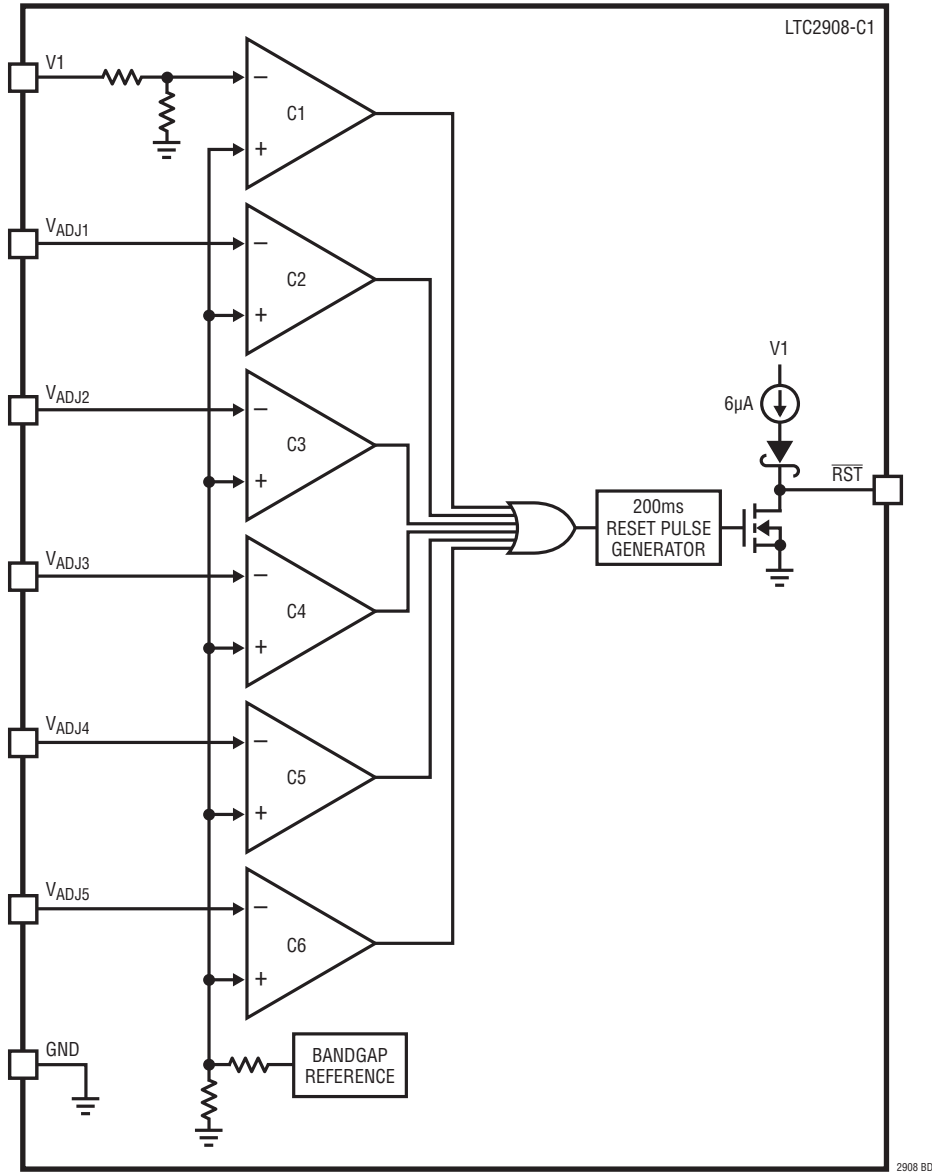 LTC2908-C1
V1
−
C1
+
VADJ1
−
C2
+
VADJ2
−
C3
+
VADJ3
−
C4
+
VADJ4
−
C5
+
VADJ5
−
C6
+
GND
BANDGAP
REFERENCE
200ms
RESET PULSE
GENERATOR
V1
6µA
RST
2908 BD